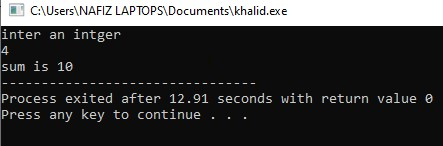 C:\Users\NAFIZ LAPTOPS\Documents\khalid.exe
inter an intger
4
sum is 10
--------------------------------
Process exited after 12.91 seconds with return value 0
Press any key to continue . . .